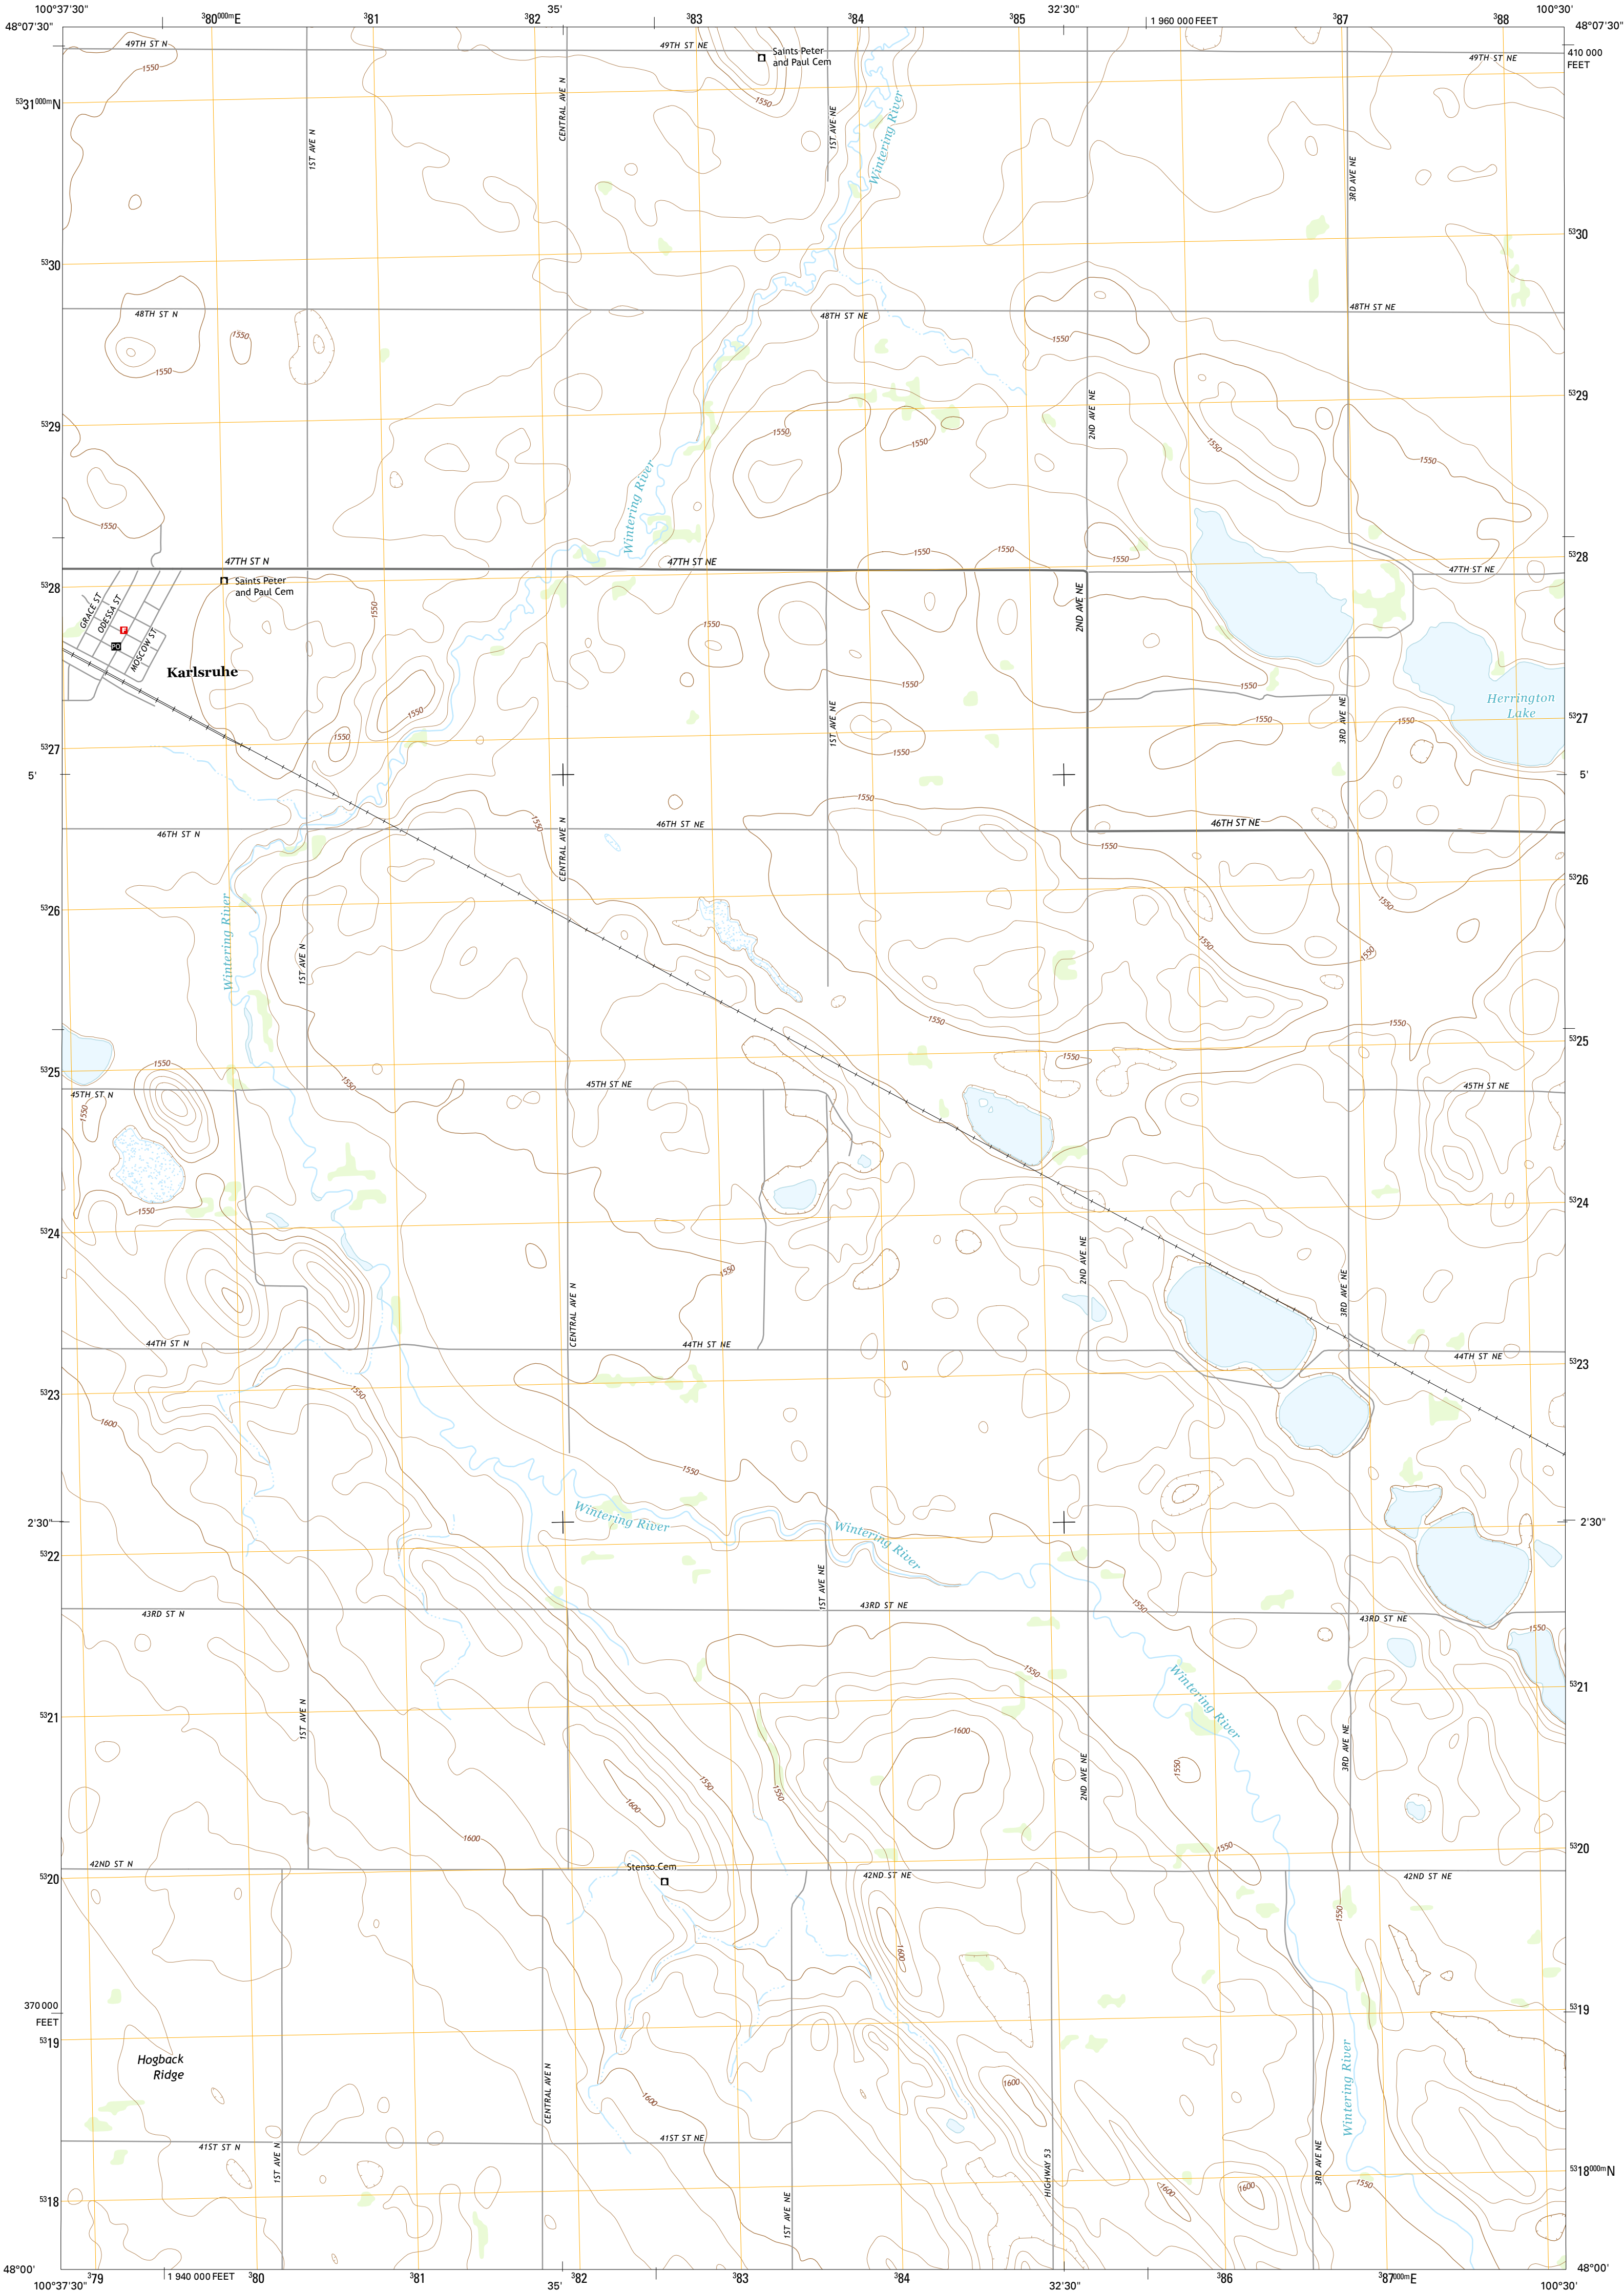 100°37'30"
³80⁰⁰⁰ᵐE
³81
³82
35'
³83
³84
³85
32'30"
1 960 000 FEET
³87
³88
100°30'
48°07'30"
48°07'30"
49TH ST N
49TH ST NE
Saints Peter
and Paul Cem
49TH ST NE
410 000
FEET
1550
1550
⁵³31⁰⁰⁰ᵐN
1ST AVE N
CENTRAL AVE N
1ST AVE NE
Wintering River
3RD AVE NE
⁵³30
⁵³30
48TH ST N
48TH ST NE
48TH ST NE
1550
1550
1550
⁵³29
⁵³29
2ND AVE NE
1550
1550
1550
1550
1550
Wintering River
47TH ST N
47TH ST NE
1550
1550
1550
47TH ST NE
⁵³28
⁵³28
Saints Peter
and Paul Cem
GRACE ST
ODESSA ST
MOSCOW ST
F
PO
Karlsruhe
1550
1550
1550
1550
1550
1550
1550
1550
1550
2ND AVE NE
1ST AVE NE
3RD AVE NE
Herrington
Lake
⁵³27
⁵³27
5'
5'
46TH ST N
46TH ST NE
46TH ST NE
1550
1550
1550
CENTRAL AVE N
⁵³26
⁵³26
Wintering River
1ST AVE N
1550
1550
1550
1550
1550
1550
⁵³25
⁵³25
1550
1550
1550
45TH ST N
45TH ST NE
45TH ST NE
1550
⁵³24
⁵³24
1550
CENTRAL AVE N
2ND AVE NE
3RD AVE NE
44TH ST N
44TH ST NE
44TH ST NE
⁵³23
⁵³23
1550
1600
1550
2'30"
2'30"
Wintering River
Wintering River
⁵³22
⁵³22
1ST AVE NE
1550
43RD ST N
43RD ST NE
43RD ST NE
1550
1550
Wintering River
⁵³21
⁵³21
1ST AVE N
1600
2ND AVE NE
3RD AVE NE
1550
1550
1550
1600
1600
1550
⁵³20
⁵³20
42ND ST N
Stenso Cem
42ND ST NE
42ND ST NE
1550
1600
370 000
FEET
⁵³19
⁵³19
Hogback
Ridge
Wintering River
1600
1600
CENTRAL AVE N
41ST ST N
41ST ST NE
1ST AVE N
HIGHWAY 53
3RD AVE NE
⁵³18⁰⁰⁰ᵐN
⁵³18
1600
1600
1550
1ST AVE NE
48°00'
48°00'
100°37'30"
³79
1 940 000 FEET
³80
³81
35'
³82
³83
³84
32'30"
³86
³87⁰⁰⁰ᵐE
100°30'